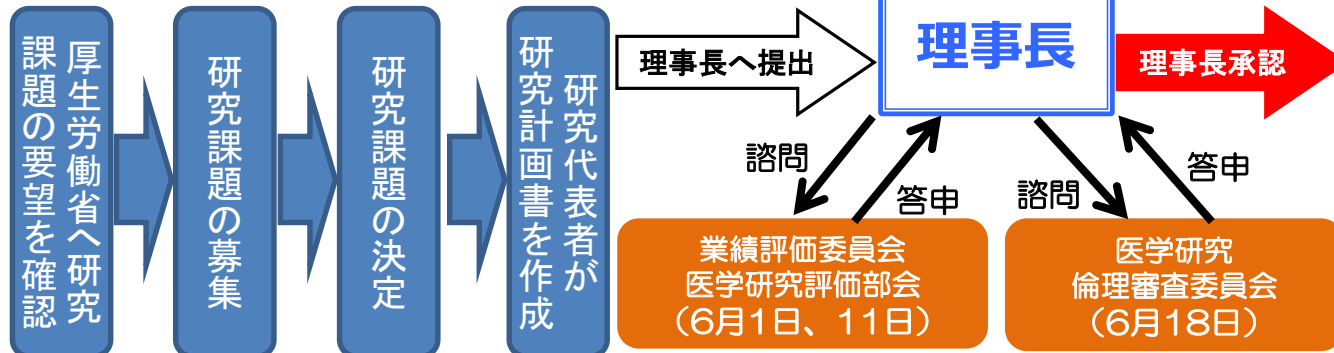 厚生労働省へ研究
課題の要望を確認
研究課題の募集
研究課題の決定
研究代表者が
研究計画書を作成
理事長へ提出
理事長
理事長承認
諮問
答申
諮問
答申
業績評価委員会
医学研究評価部会
（6月1日、11日）
医学研究
倫理審査委員会
（6月18日）